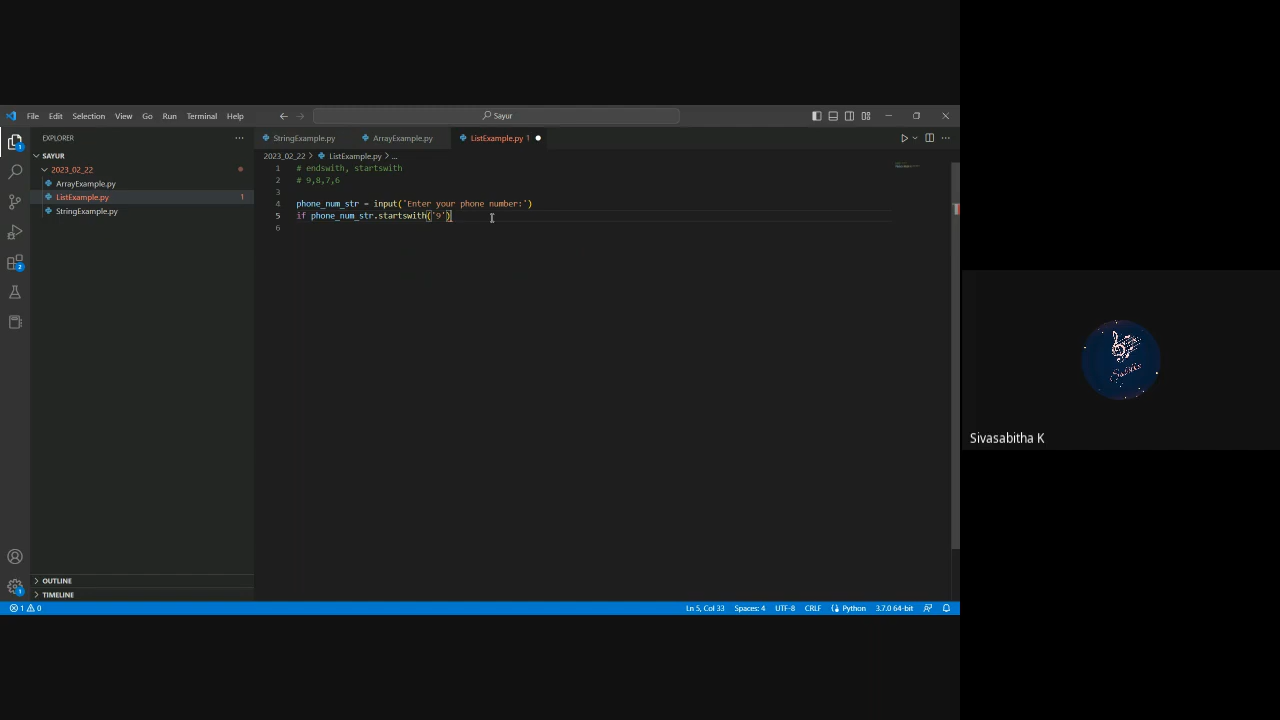 File Edit Selection View Go Run Terminal Help
Sayur
EXPLORER
SAYUR
2023_02_22
ArrayExample.py
ListExample.py 1
StringExample.py
OUTLINE
TIMELINE
StringExample.py ArrayExample.py ListExample.py 1
2023_02_22 > ListExample.py > ...
1 # endswith, startswith
2 # 9,8,7,6
3
4 phone_num_str = input('Enter your phone number:')
5 if phone_num_str.startswith('9')
6
1 0 Ln 5, Col 33 Spaces: 4 UTF-8 CRLF Python 3.7.0 64-bit
Sivasabitha K